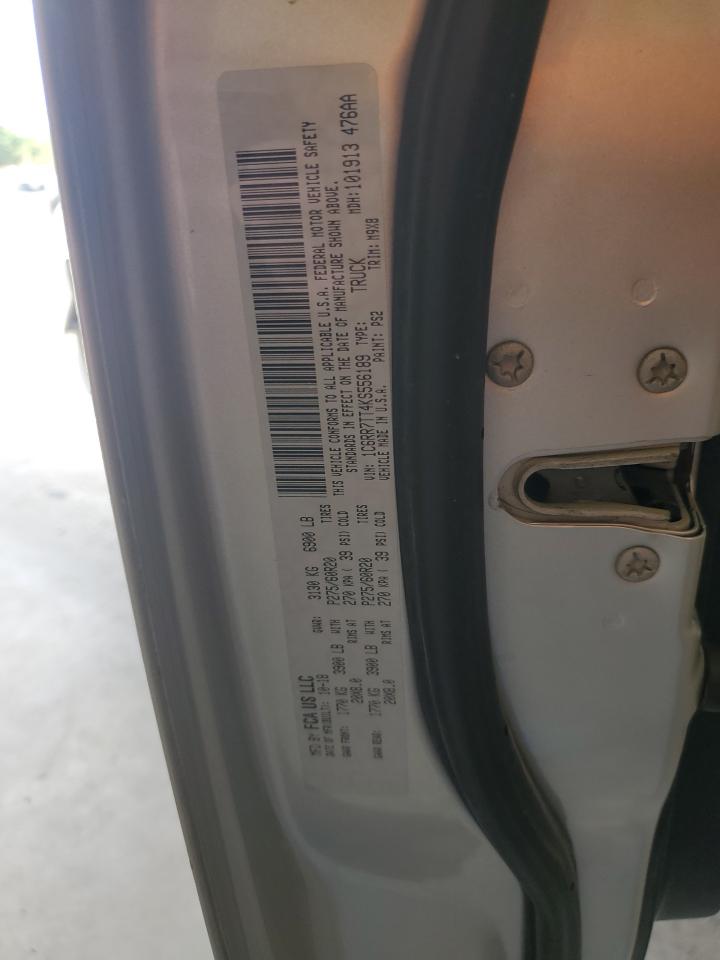 MFD BY FCA US LLC
DATE OF MFR(BUILT): 10-18 GVWR: 3130 KG 6900 LB
GAWR FRONT: 1770 KG 3900 LB WITH P275/60R20 TIRES
20X8.0 RIMS AT 270 KPA ( 39 PSI) COLD
GAWR REAR: 1770 KG 3900 LB WITH P275/60R20 TIRES
20X8.0 RIMS AT 270 KPA ( 39 PSI) COLD
THIS VEHICLE CONFORMS TO ALL APPLICABLE U.S.A. FEDERAL MOTOR VEHICLE SAFETY
STANDARDS IN EFFECT ON THE DATE OF MANUFACTURE SHOWN ABOVE.
VIN: 1C6RR7TT4KS556189 TYPE: TRUCK MDH:101913 476AA
VEHICLE MADE IN U.S.A. PAINT: PS2 TRIM: M9X8